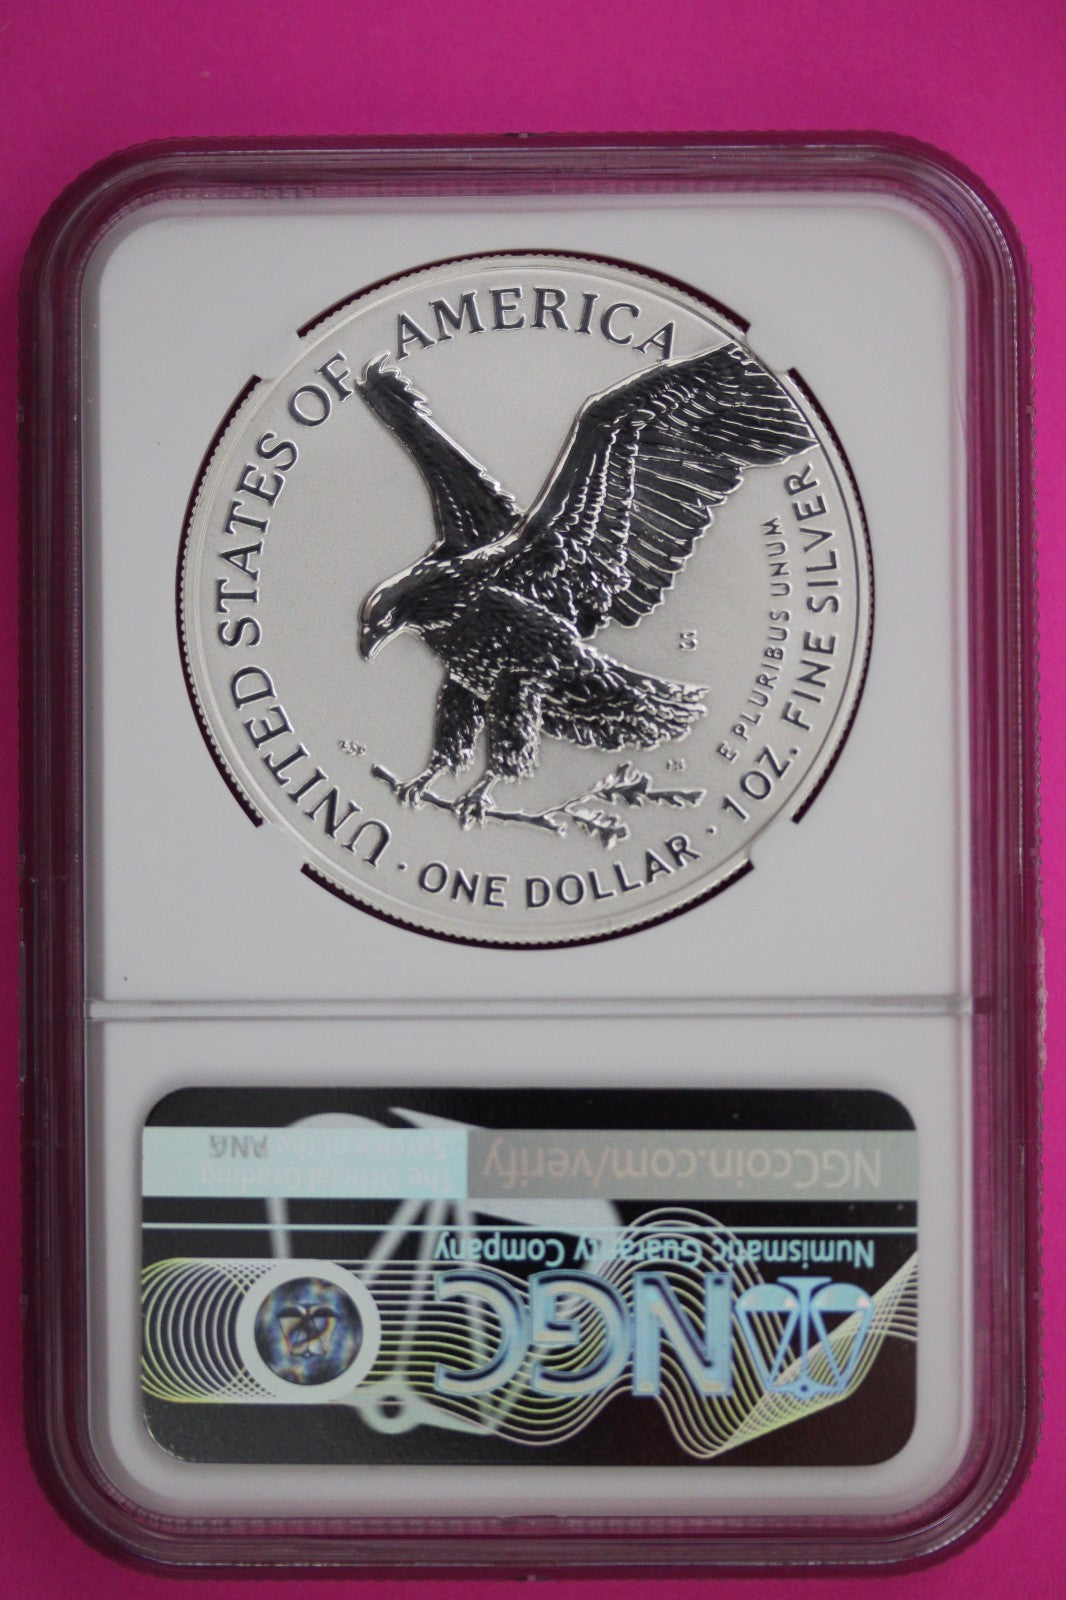 UNITED STATES OF AMERICA
S
E PLURIBUS UNUM
1 OZ. FINE SILVER
· ONE DOLLAR ·
NGC
Numismatic Guaranty Company
NGCcoin.com/verify
The Official Grading
Service of the ANA